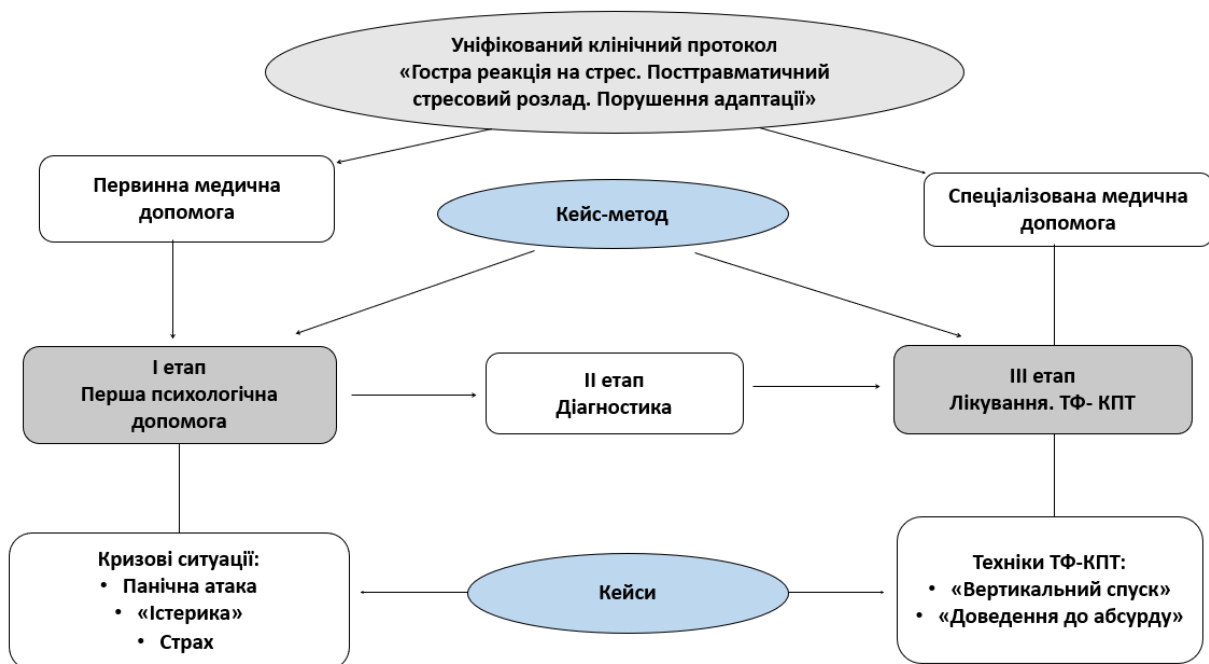 Уніфікований клінічний протокол
«Гостра реакція на стрес. Посттравматичний
стресовий розлад. Порушення адаптації»
Первинна медична
допомога
Кейс-метод
Спеціалізована медична
допомога
І етап
Перша психологічна
допомога
ІІ етап
Діагностика
ІІІ етап
Лікування. ТФ- КПТ
Кризові ситуації:
• Панічна атака
• «Істерика»
• Страх
Кейси
Техніки ТФ-КПТ:
• «Вертикальний спуск»
• «Доведення до абсурду»